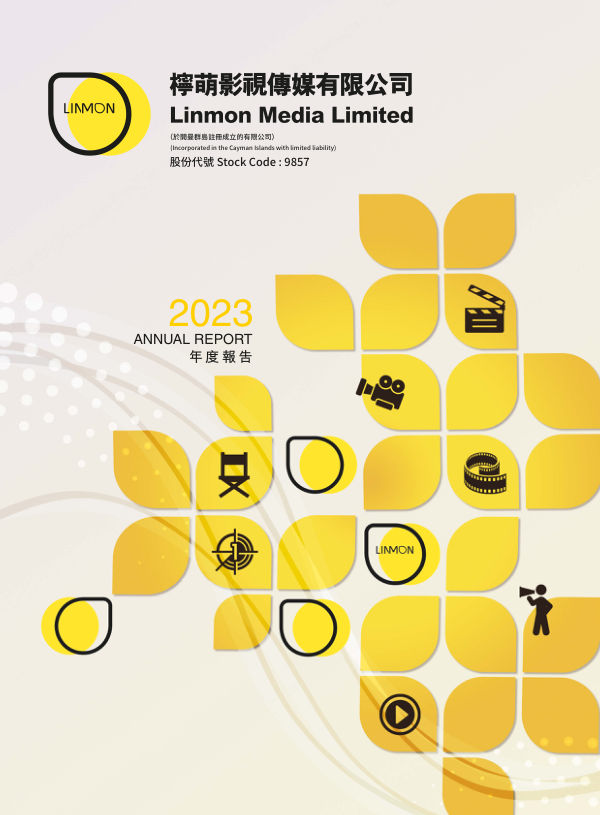 LINMON
檸萌影視傳媒有限公司
Linmon Media Limited
(於開曼群島註冊成立的有限公司)
(Incorporated in the Cayman Islands with limited liability)
股份代號 Stock Code : 9857
2023
ANNUAL REPORT
年度報告
LINMON